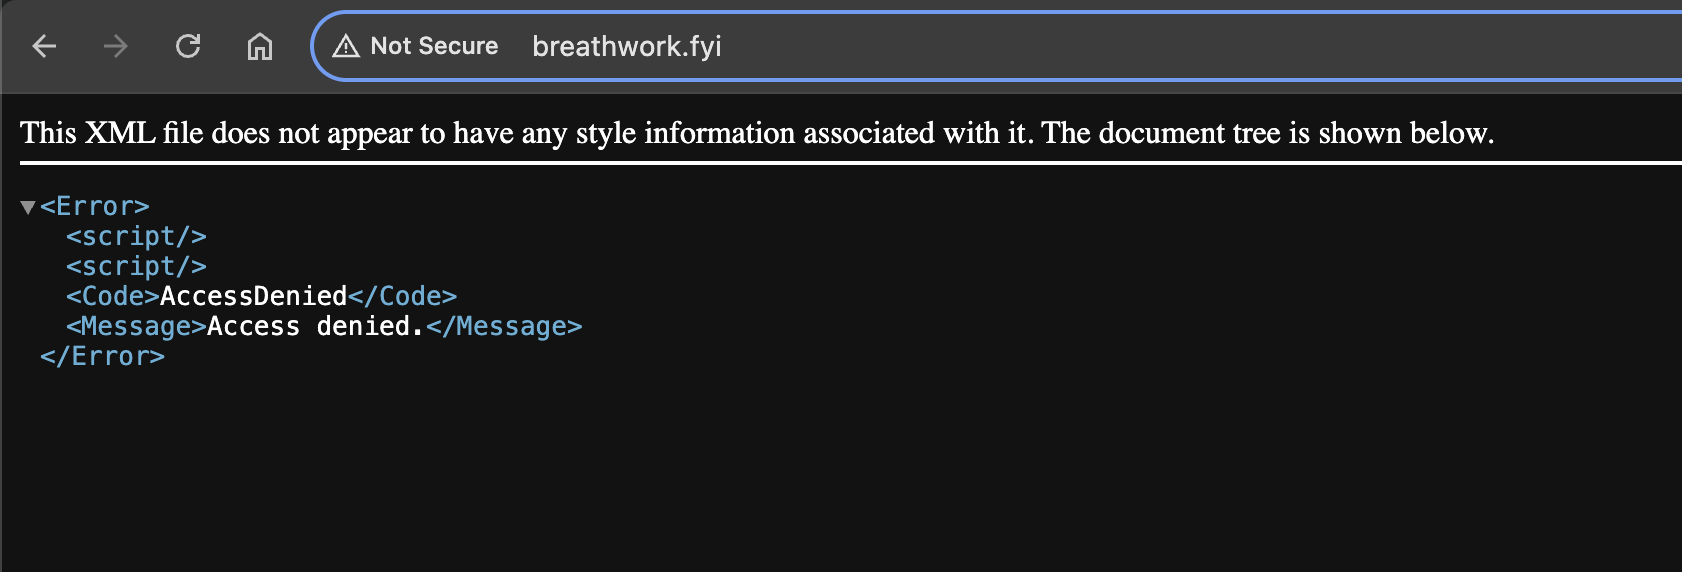 Not Secure breathwork.fyi
This XML file does not appear to have any style information associated with it. The document tree is shown below.
▼<Error>
<script/>
<script/>
<Code>AccessDenied</Code>
<Message>Access denied.</Message>
</Error>